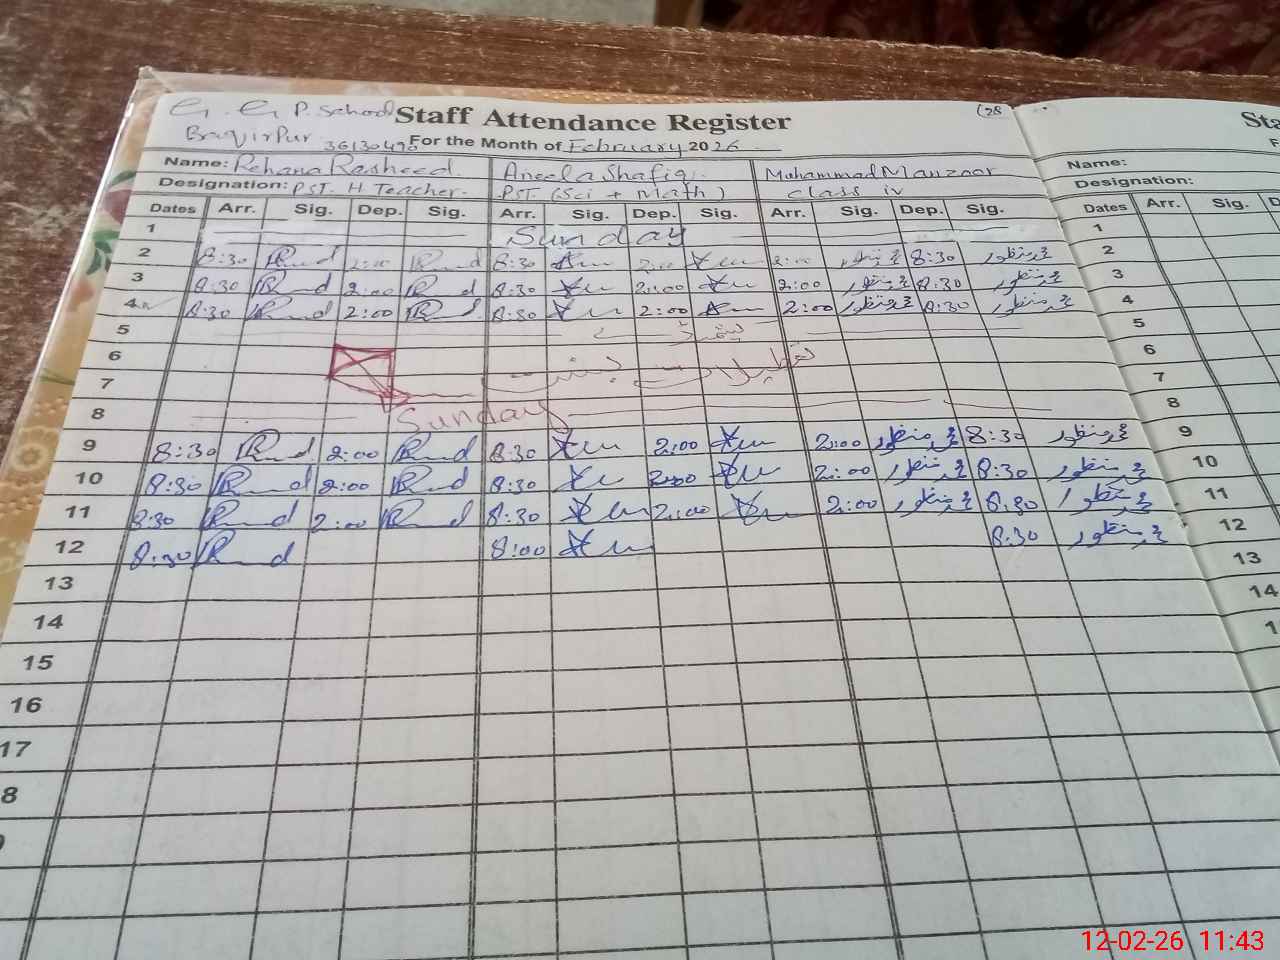 G. G P. School Staff Attendance Register (28
36130490 For the Month of February 2026
Name: Rehana Rasheed Aneela Shafiq Mohammad Manzoor
Designation: PST. H Teacher. PST. (Sci + Math) class iv
Dates Arr. Sig. Dep. Sig. Arr. Sig. Dep. Sig. Arr. Sig. Dep. Sig.
1 Sunday
2 8:30 2:00 8:30 2:00 محمد منظور 8:30 محمد منظور
3 8:30 2:00 8:30 2:00 2:00 محمد منظور 8:30 محمد منظور
4 8:30 2:00 8:30 2:00 2:00 محمد منظور 8:30 محمد منظور
5
6 تعطیلات بسنت
7
8 Sunday
9 8:30 2:00 8:30 2:00 2:00 محمد منظور 8:30 محمد منظور
10 8:30 2:00 8:30 2:00 2:00 محمد منظور 8:30 محمد منظور
11 8:30 2:00 8:30 2:00 2:00 محمد منظور 8:30 محمد منظور
12 8:30 8:00 8:30 محمد منظور
13
14
15
16
17
8
Sta
F
Name:
Designation:
Dates Arr. Sig. D
1
2
3
4
5
6
7
8
9
10
11
12
13
14
1
12-02-26 11:43